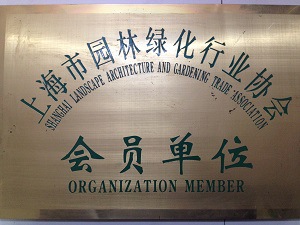 上海市园林绿化行业协会
SHANGHAI LANDSCAPE ARCHITECTURE AND GARDENING TRADE ASSOCIATION
会员单位
ORGANIZATION MEMBER